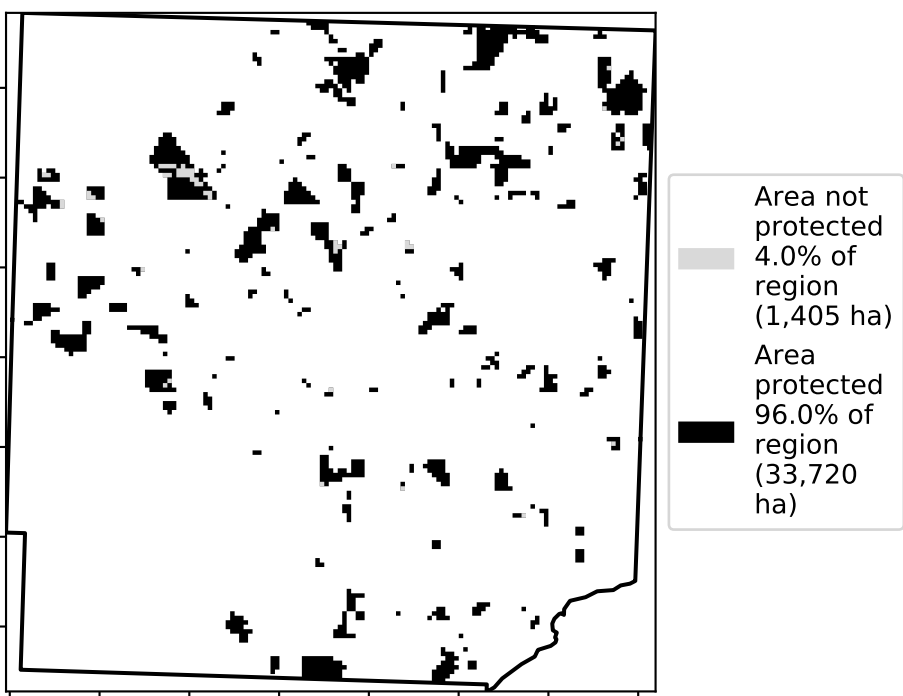 Area not
protected
4.0% of
region
(1,405 ha)
Area
protected
96.0% of
region
(33,720
ha)